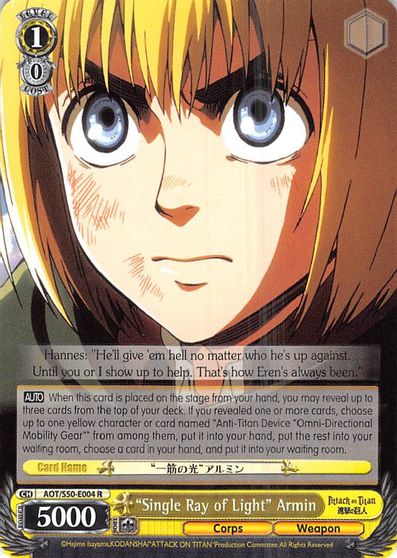 LEVEL
1
0
COST
Hannes: "He'll give 'em hell no matter who he's up against.
Until you or I show up to help. That's how Eren's always been."
AUTO When this card is placed on the stage from your hand, you may reveal up to
three cards from the top of your deck. If you revealed one or more cards, choose
up to one yellow character or card named "Anti-Titan Device "Omni-Directional
Mobility Gear"" from among them, put it into your hand, put the rest into your
waiting room, choose a card in your hand, and put it into your waiting room.
Card Name
"一筋の光"アルミン
CH AOT/S50-E004 R
"Single Ray of Light" Armin
Attack on Titan
進撃の巨人
POWER
5000
SOUL
Corps
Weapon
©Hajime Isayama,KODANSHA/"ATTACK ON TITAN"Production Committee All Rights Reserved